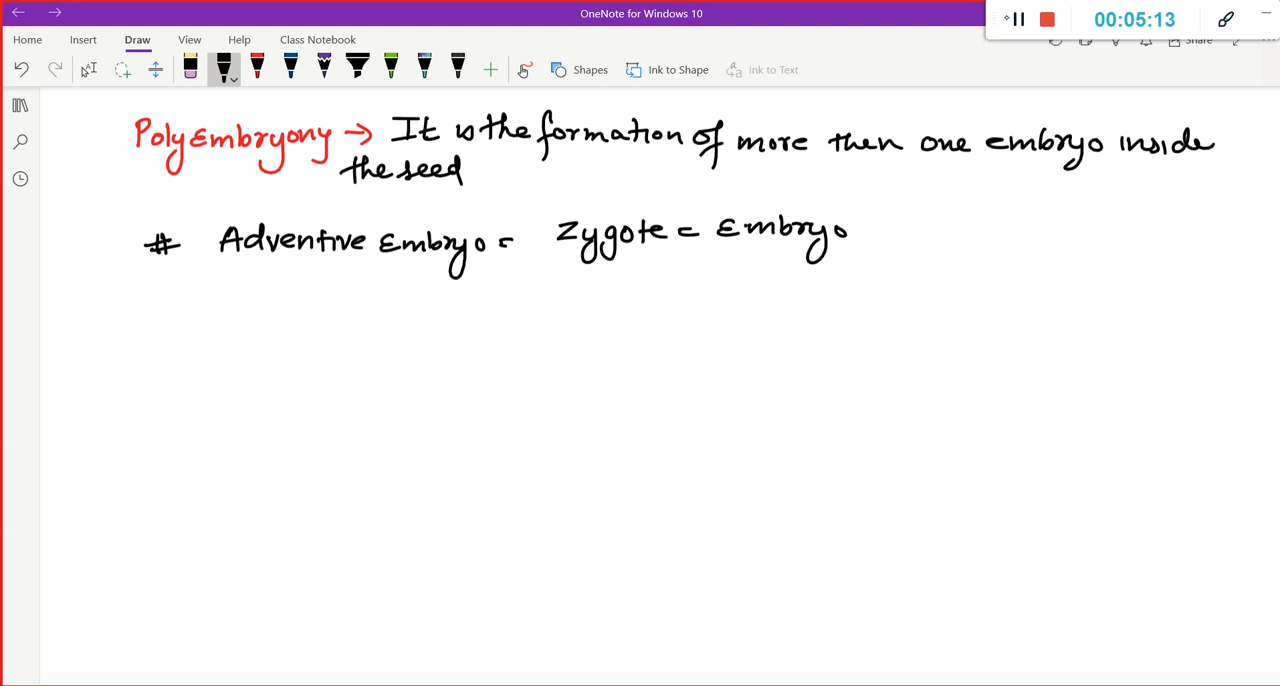 OneNote for Windows 10
00:05:13
Home Insert Draw View Help Class Notebook
Share
Shapes Ink to Shape Ink to Text
PolyEmbryony → It is the formation of more then one embryo inside
the seed
# Adventive Embryo = Zygote = Embryo